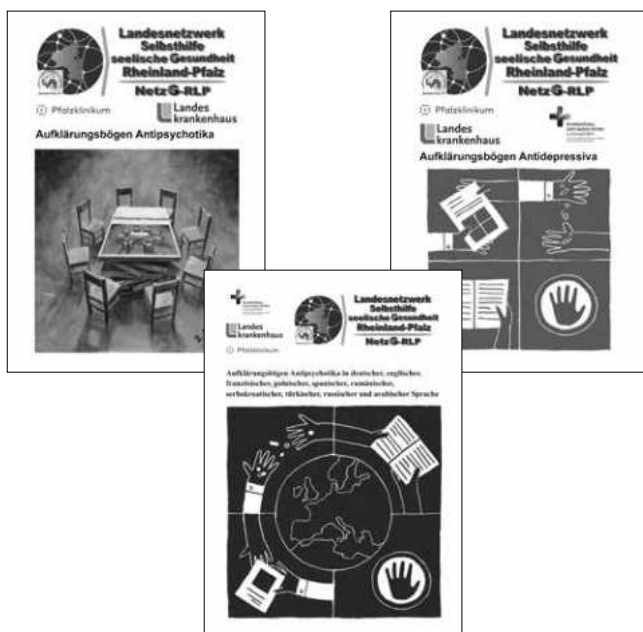 Landesnetzwerk
Selbsthilfe
seelische Gesundheit
Rheinland-Pfalz
NetzG-RLP
Pfalzklinikum
Landes
krankenhaus
Aufklärungsbögen Antipsychotika
Landesnetzwerk
Selbsthilfe
seelische Gesundheit
Rheinland-Pfalz
NetzG-RLP
Pfalzklinikum
Landes
krankenhaus
Aufklärungsbögen Antidepressiva
Landesnetzwerk
Selbsthilfe
seelische Gesundheit
Rheinland-Pfalz
NetzG-RLP
Landes
krankenhaus
Pfalzklinikum
Aufklärungsbögen Antipsychotika in deutscher, englischer,
französischer, polnischer, spanischer, rumänischer,
serbokroatischer, türkischer, russischer und arabischer Sprache